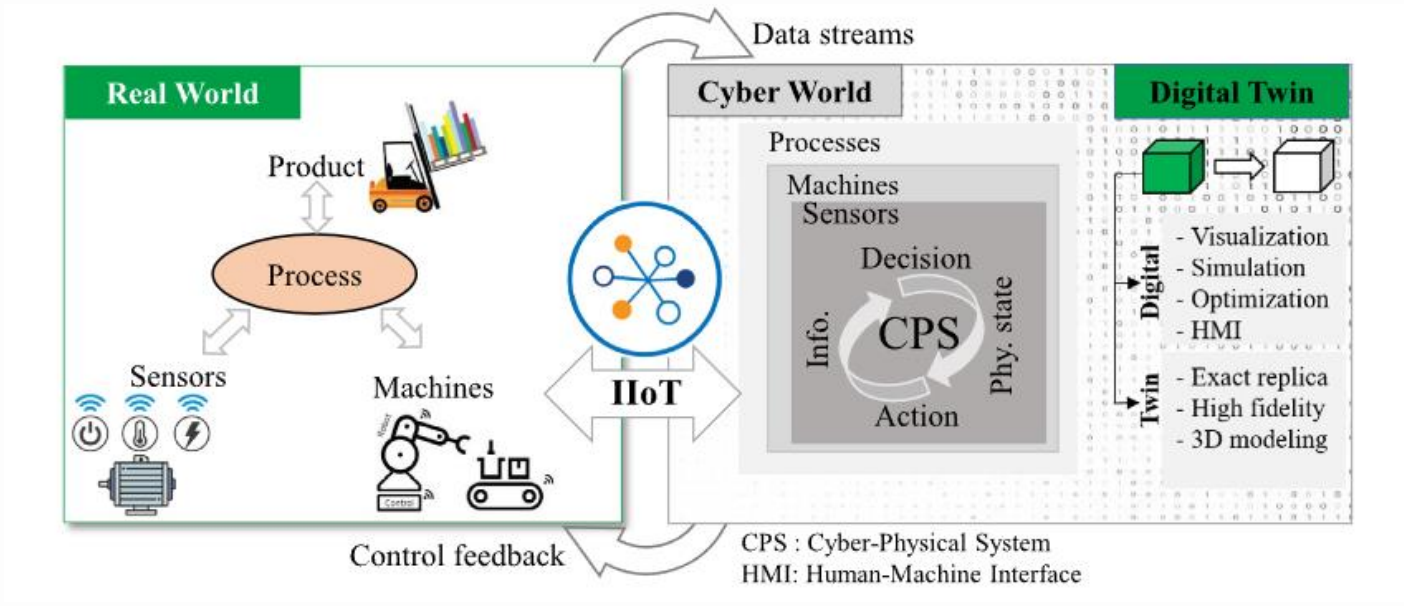 Data streams
Real World
Cyber World
Digital Twin
Product
Process
Sensors
Machines
Robot
Control
IIoT
Processes
Machines
Sensors
Decision
Info.
CPS
Phy. state
Action
Digital
- Visualization
- Simulation
- Optimization
- HMI
Twin
- Exact replica
- High fidelity
- 3D modeling
Control feedback
CPS : Cyber-Physical System
HMI: Human-Machine Interface